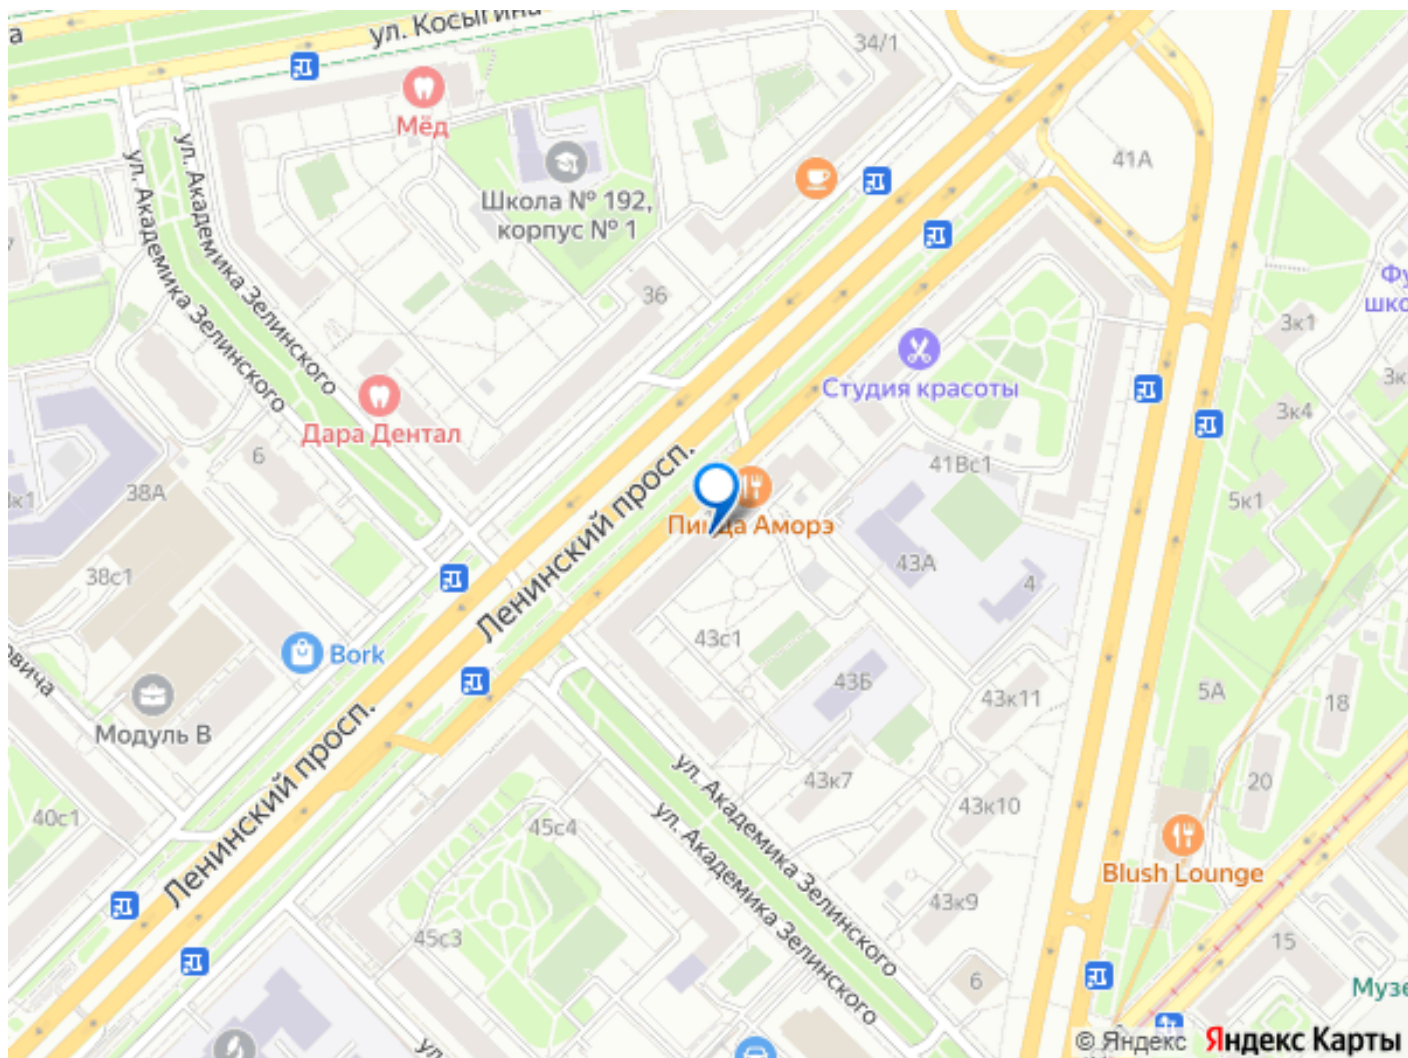 ул. Косыгина
34/1
Мёд
41А
Школа № 192,
корпус № 1
ул. Академика Зелинского
ул. Академика Зелинского
36
3к1
Студия красоты
3к4
Дара Дентал
6
41Вс1
38А
5к1
Ленинский просп.
Пицца Аморэ
38с1
43А
4
43с1
Bork
43Б
43к11
5А
18
Модуль В
Ленинский просп.
43к7
20
43к10
40с1
45с4
ул. Академика Зелинского
ул. Академика Зелинского
Blush Lounge
43к9
45с3
15
6
ул.
© Яндекс Яндекс Карты